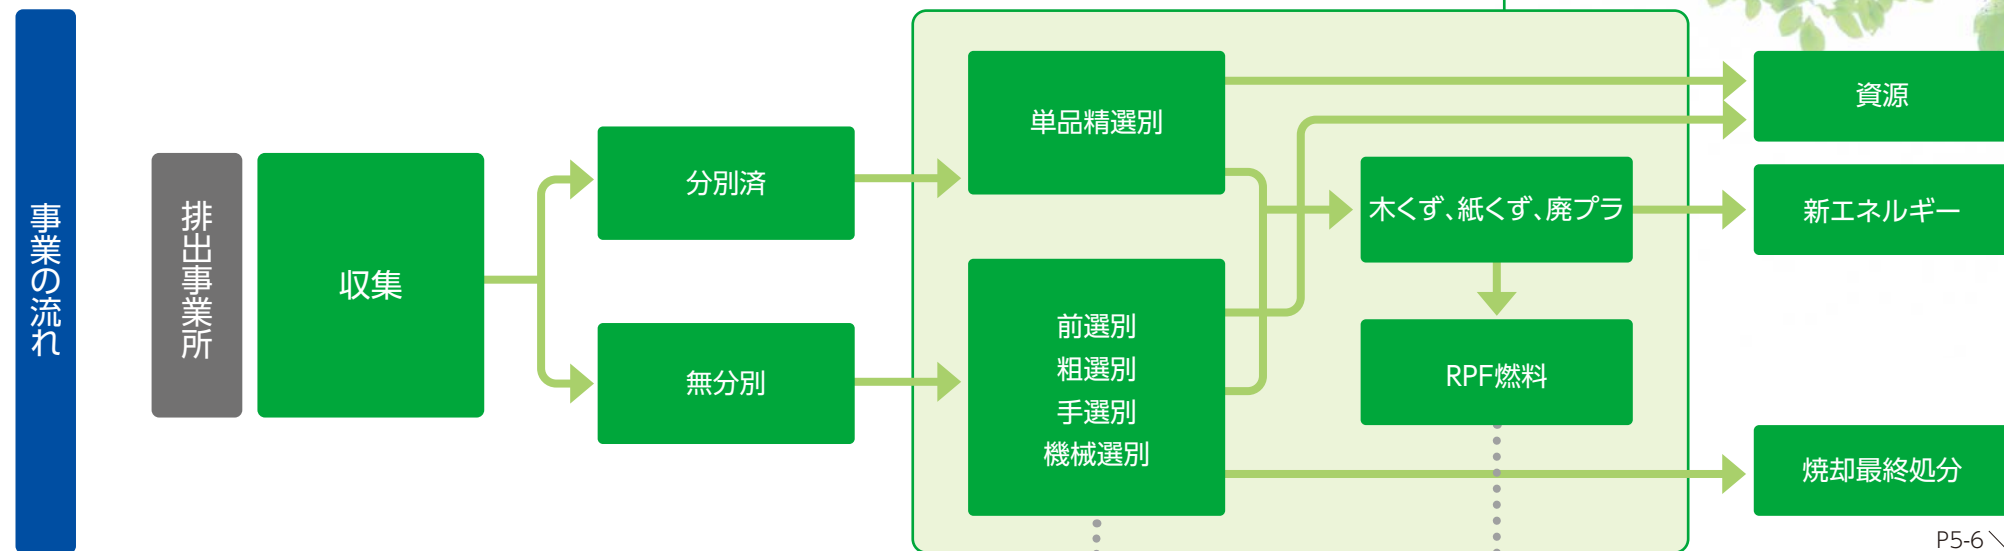 事業の流れ
排出事業所
収集
分別済
無分別
単品精選別
前選別
粗選別
手選別
機械選別
木くず、紙くず、廃プラ
RPF燃料
資源
新エネルギー
焼却最終処分
P5-6